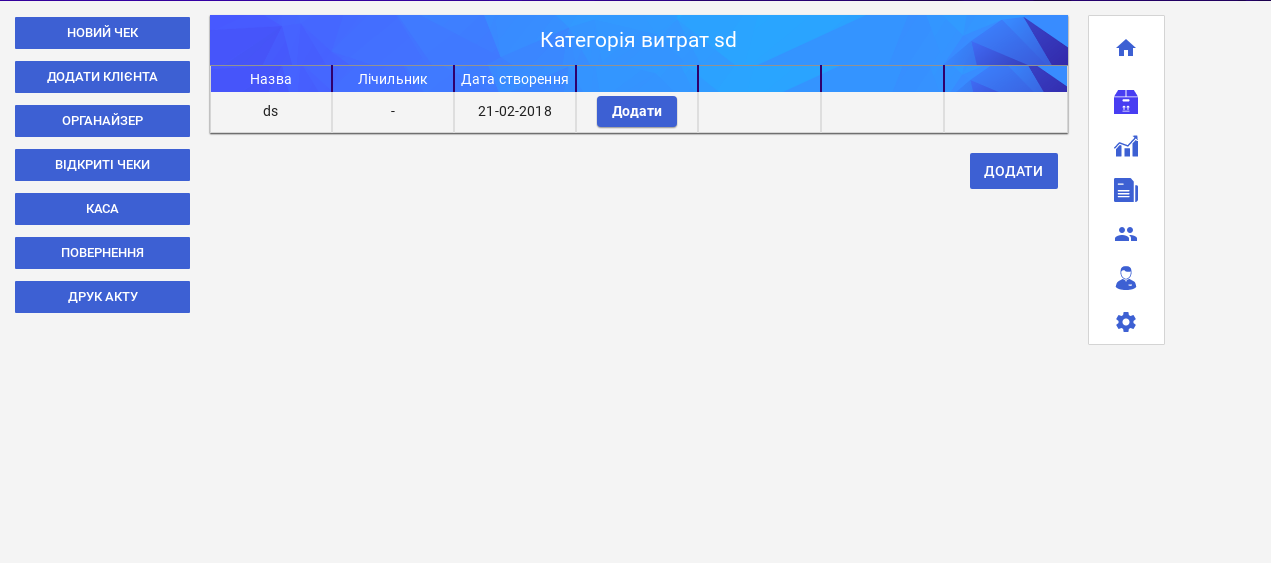 НОВИЙ ЧЕК
ДОДАТИ КЛІЄНТА
ОРГАНАЙЗЕР
ВІДКРИТІ ЧЕКИ
КАСА
ПОВЕРНЕННЯ
ДРУК АКТУ
Категорія витрат sd
Назва Лічильник Дата створення
ds - 21-02-2018 Додати
ДОДАТИ